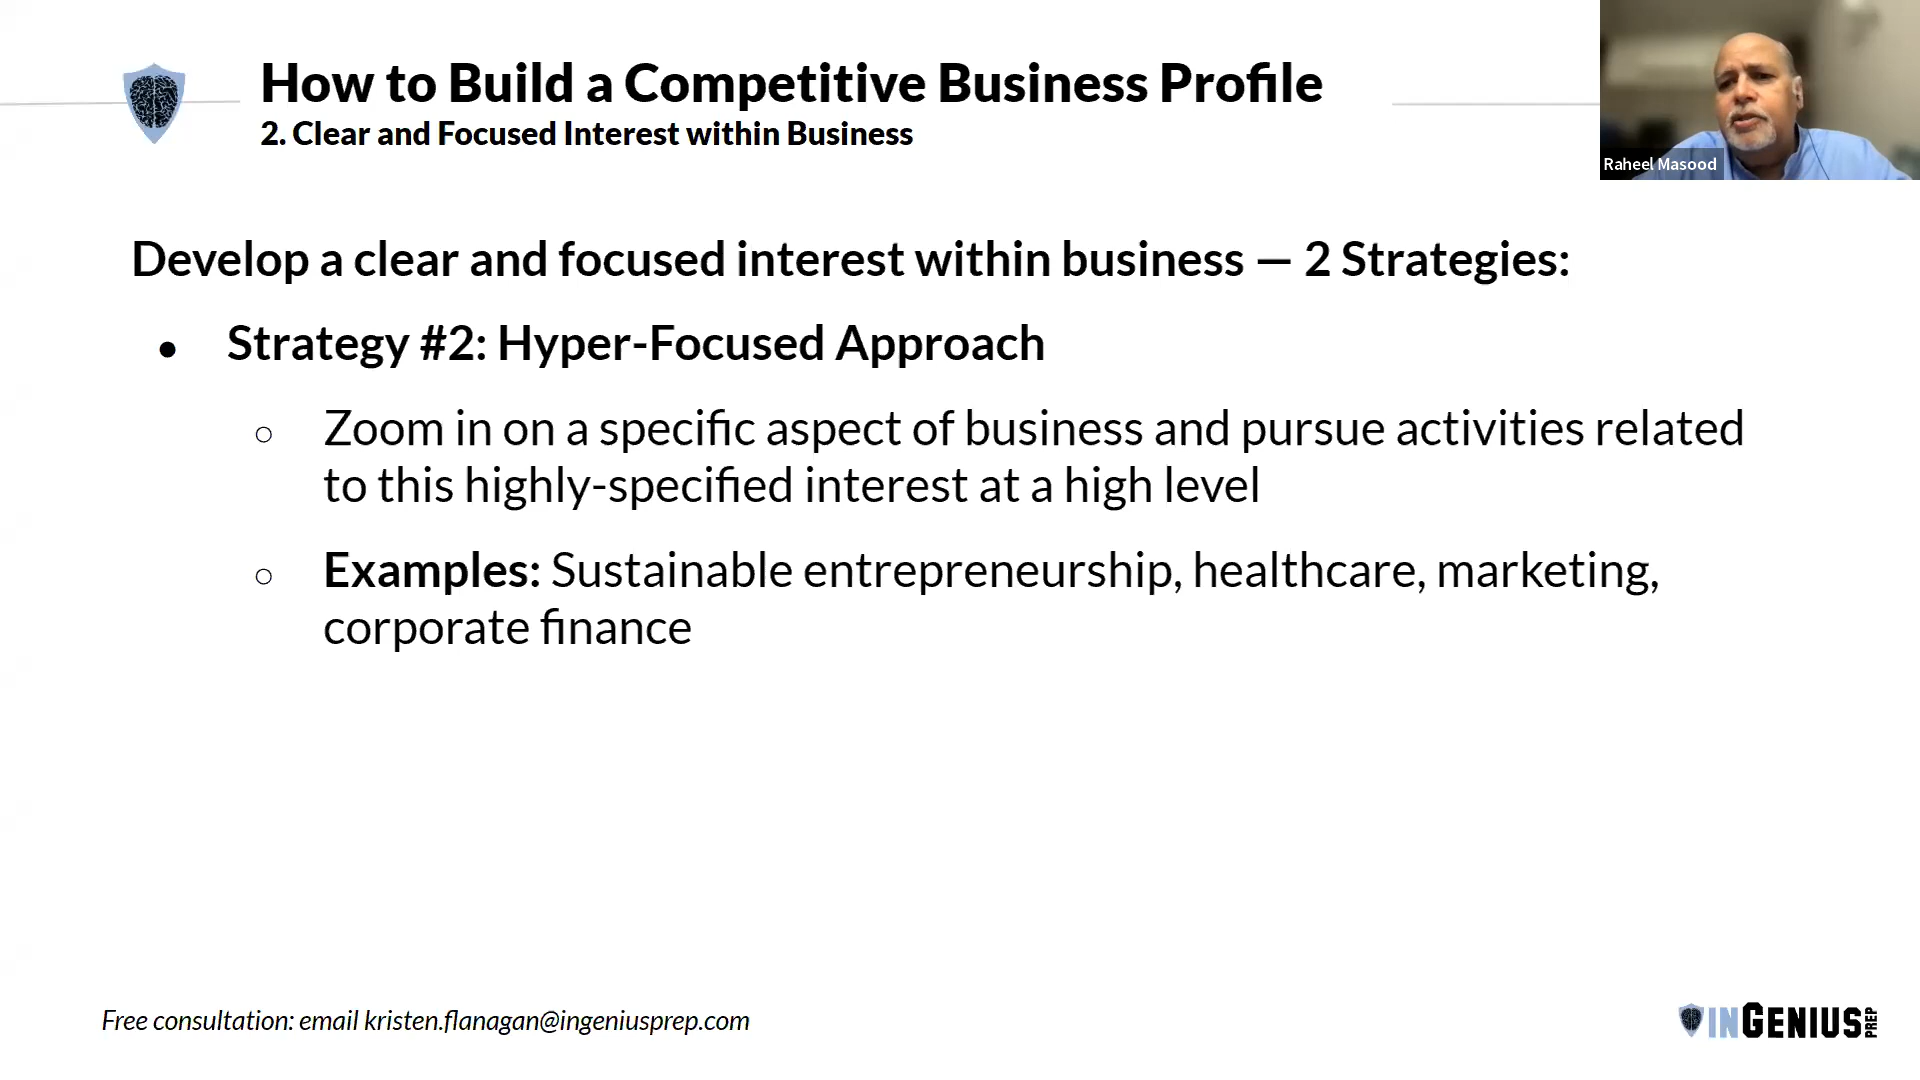 How to Build a Competitive Business Profile
2. Clear and Focused Interest within Business
Raheel Masood
Develop a clear and focused interest within business — 2 Strategies:
● Strategy #2: Hyper-Focused Approach
○ Zoom in on a specific aspect of business and pursue activities related
to this highly-specified interest at a high level
○ Examples: Sustainable entrepreneurship, healthcare, marketing,
corporate finance
Free consultation: email kristen.flanagan@ingeniusprep.com
INGENIUS PREP